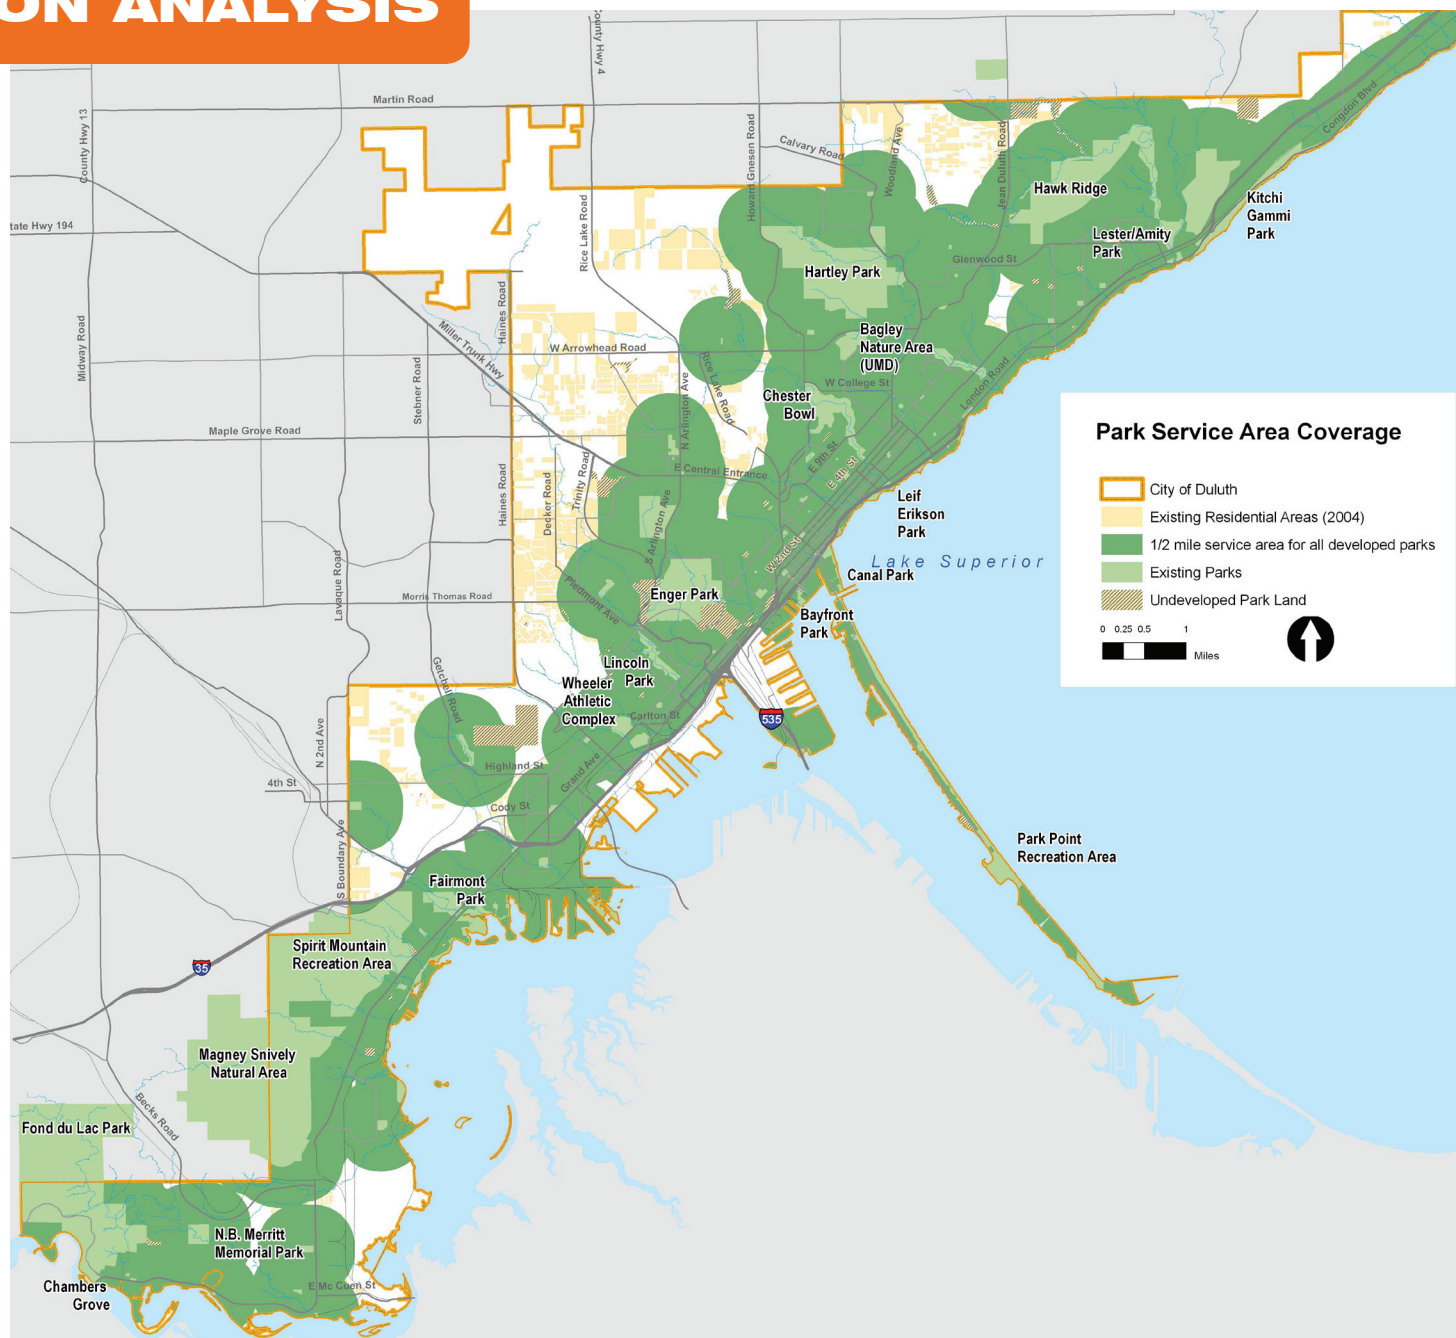 ON ANALYSIS
County Hwy 4
Martin Road
County Hwy 13
Calvary Road
Howard Gnesen Road
Woodland Ave
Jean Duluth Road
Congdon Blvd
Hawk Ridge
Kitchi
Gammi
Park
tate Hwy 194
Rice Lake Road
Lester/Amity
Park
Glenwood St
Hartley Park
Midway Road
Haines Road
Miller Trunk Hwy
W Arrowhead Road
Bagley
Nature Area
(UMD)
Stebner Road
Rice Lake Road
N Arlington Ave
W College St
London Road
Chester
Bowl
Maple Grove Road
E 9th St
E 4th St
E Central Entrance
Haines Road
Decker Road
Trinity Road
S Arlington Ave
Leif
Erikson
Park
W 2nd St
Lake Superior
Canal Park
Lavaque Road
Morris Thomas Road
Piedmont Ave
Enger Park
Bayfront
Park
Getchell Road
Lincoln
Park
Wheeler
Athletic
Complex
Carlton St
535
N 2nd Ave
4th St
Highland St
Grand Ave
Cody St
S Boundary Ave
Park Point
Recreation Area
Fairmont
Park
Spirit Mountain
Recreation Area
35
Magney Snively
Natural Area
Becks Road
Fond du Lac Park
N.B. Merritt
Memorial Park
Chambers
Grove
E Mc Cuen St
Park Service Area Coverage
City of Duluth
Existing Residential Areas (2004)
1/2 mile service area for all developed parks
Existing Parks
Undeveloped Park Land
0 0.25 0.5 1
Miles